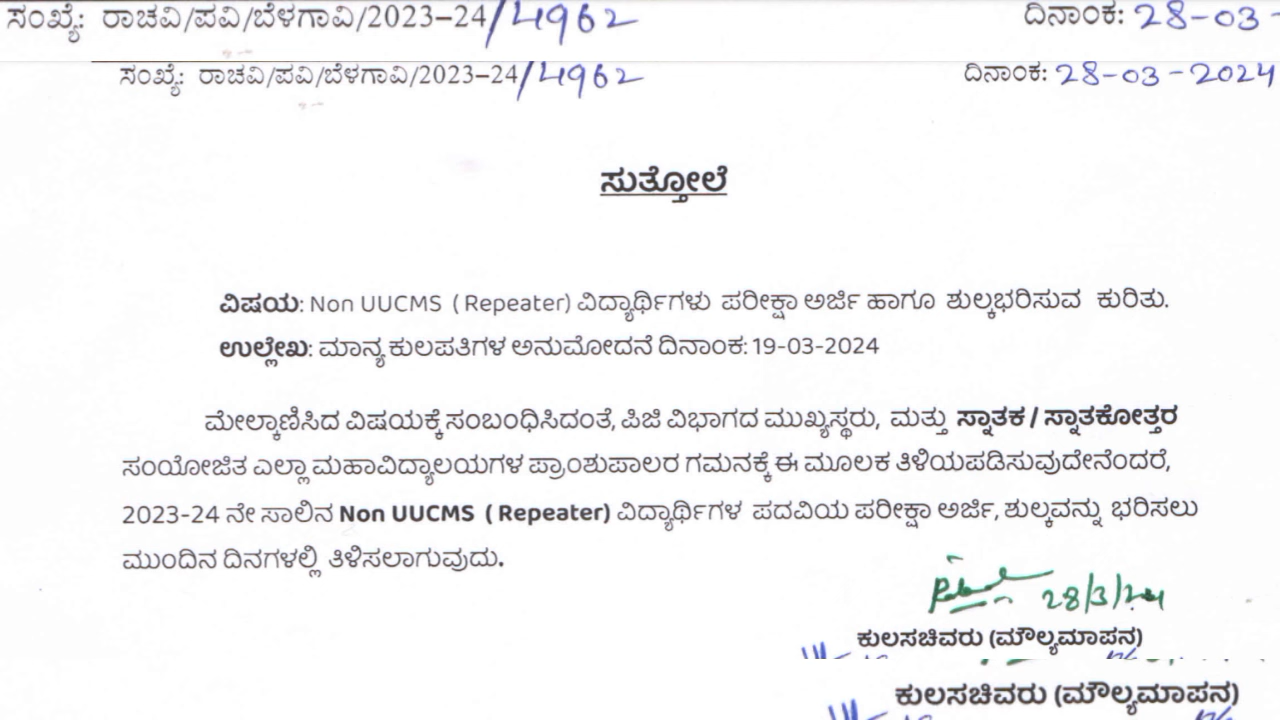 ಸಂಖ್ಯೆ: ರಾಚವಿ/ಪವಿ/ಬೆಳಗಾವಿ/2023–24/4962 ದಿನಾಂಕ: 28-03-
ಸಂಖ್ಯೆ: ರಾಚವಿ/ಪವಿ/ಬೆಳಗಾವಿ/2023–24/4962 ದಿನಾಂಕ: 28-03-2024
ಸುತ್ತೋಲೆ
ವಿಷಯ: Non UUCMS (Repeater) ವಿದ್ಯಾರ್ಥಿಗಳು ಪರೀಕ್ಷಾ ಅರ್ಜಿ ಹಾಗೂ ಶುಲ್ಕಭರಿಸುವ ಕುರಿತು.
ಉಲ್ಲೇಖ: ಮಾನ್ಯ ಕುಲಪತಿಗಳ ಅನುಮೋದನೆ ದಿನಾಂಕ: 19-03-2024
ಮೇಲ್ಕಾಣಿಸಿದ ವಿಷಯಕ್ಕೆ ಸಂಬಂಧಿಸಿದಂತೆ, ಪಿಜಿ ವಿಭಾಗದ ಮುಖ್ಯಸ್ಥರು, ಮತ್ತು ಸ್ನಾತಕ / ಸ್ನಾತಕೋತ್ತರ
ಸಂಯೋಜಿತ ಎಲ್ಲಾ ಮಹಾವಿದ್ಯಾಲಯಗಳ ಪ್ರಾಂಶುಪಾಲರ ಗಮನಕ್ಕೆ ಈ ಮೂಲಕ ತಿಳಿಯಪಡಿಸುವುದೇನೆಂದರೆ,
2023-24 ನೇ ಸಾಲಿನ Non UUCMS (Repeater) ವಿದ್ಯಾರ್ಥಿಗಳ ಪದವಿಯ ಪರೀಕ್ಷಾ ಅರ್ಜಿ, ಶುಲ್ಕವನ್ನು ಭರಿಸಲು
ಮುಂದಿನ ದಿನಗಳಲ್ಲಿ ತಿಳಿಸಲಾಗುವುದು.
28/3/24
ಕುಲಸಚಿವರು (ಮೌಲ್ಯಮಾಪನ)
ಕುಲಸಚಿವರು (ಮೌಲ್ಯಮಾಪನ)